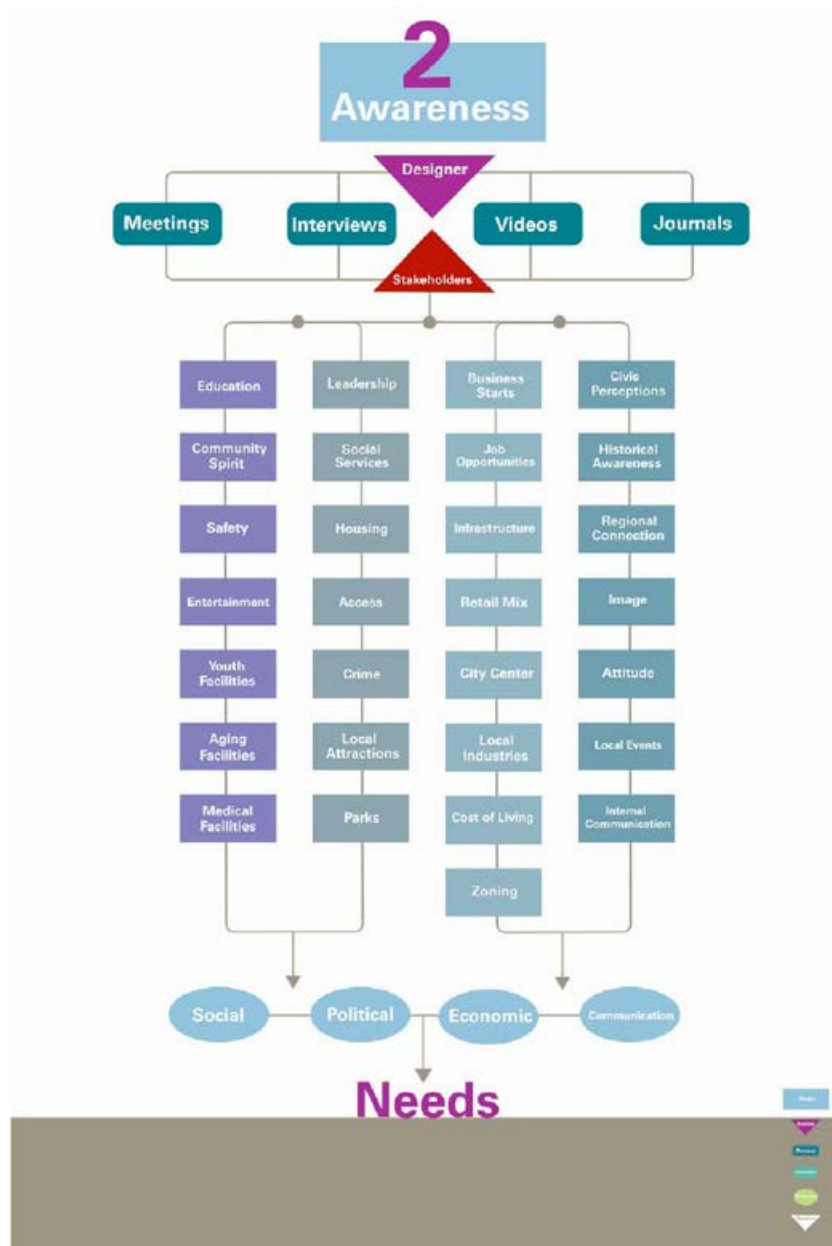 2
Awareness
Designer
Meetings
Interviews
Videos
Journals
Stakeholders
Education
Leadership
Business
Starts
Civic
Perceptions
Community
Spirit
Social
Services
Job
Opportunities
Historical
Awareness
Safety
Housing
Infrastructure
Regional
Connection
Entertainment
Access
Retail Mix
Image
Youth
Facilities
Crime
City Center
Attitude
Aging
Facilities
Local
Attractions
Local
Industries
Local Events
Medical
Facilities
Parks
Cost of Living
Internal
Communication
Zoning
Social
Political
Economic
Communication
Needs